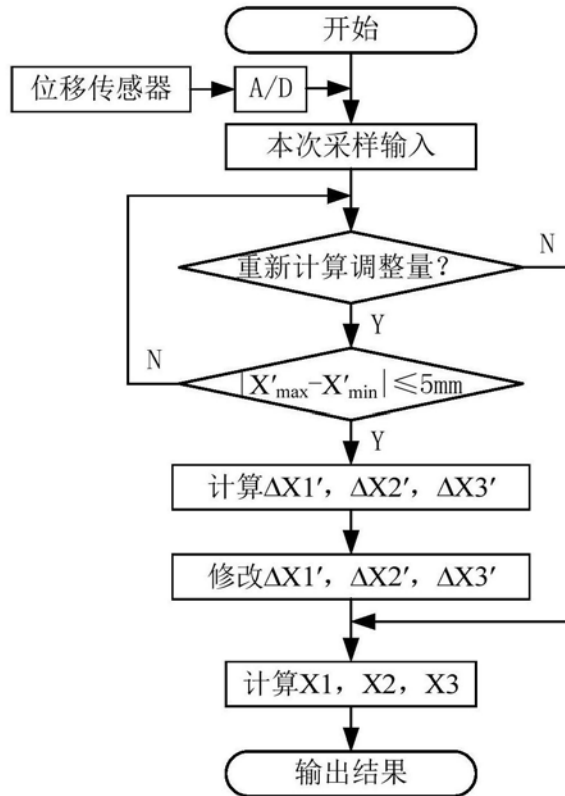 开始
位移传感器
A/D
本次采样输入
重新计算调整量?
N
Y
N
|X′max-X′min|≤5mm
Y
计算ΔX1′, ΔX2′, ΔX3′
修改ΔX1′, ΔX2′, ΔX3′
计算X1, X2, X3
输出结果